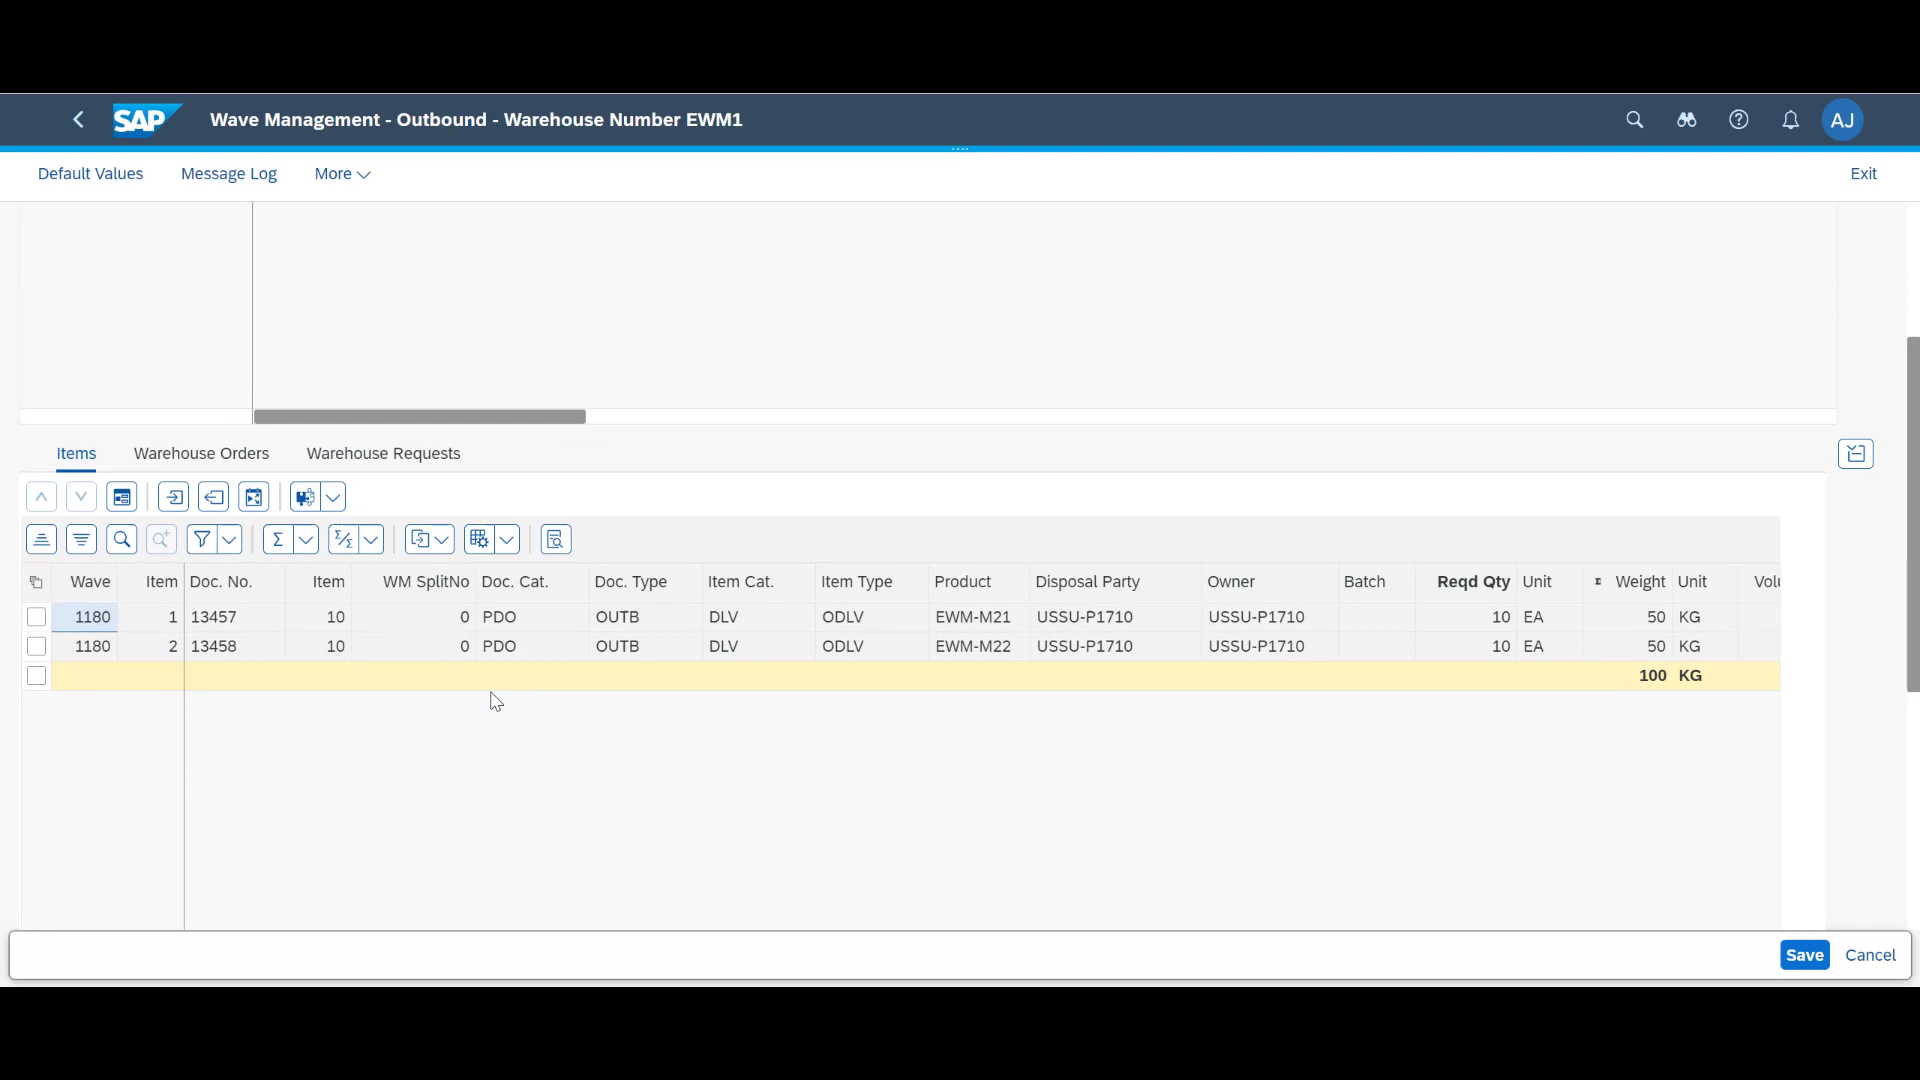 SAP Wave Management - Outbound - Warehouse Number EWM1 AJ
Default Values Message Log More Exit
Items Warehouse Orders Warehouse Requests
Wave Item Doc. No. Item WM SplitNo Doc. Cat. Doc. Type Item Cat. Item Type Product Disposal Party Owner Batch Reqd Qty Unit Weight Unit Volu
1180 1 13457 10 0 PDO OUTB DLV ODLV EWM-M21 USSU-P1710 USSU-P1710 10 EA 50 KG
1180 2 13458 10 0 PDO OUTB DLV ODLV EWM-M22 USSU-P1710 USSU-P1710 10 EA 50 KG
100 KG
Save Cancel